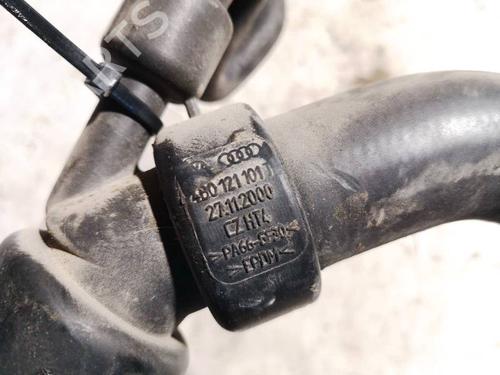 4B0 121 101
27.11.2000
CZ HT4
>PA66-GF30<
>EPDM<